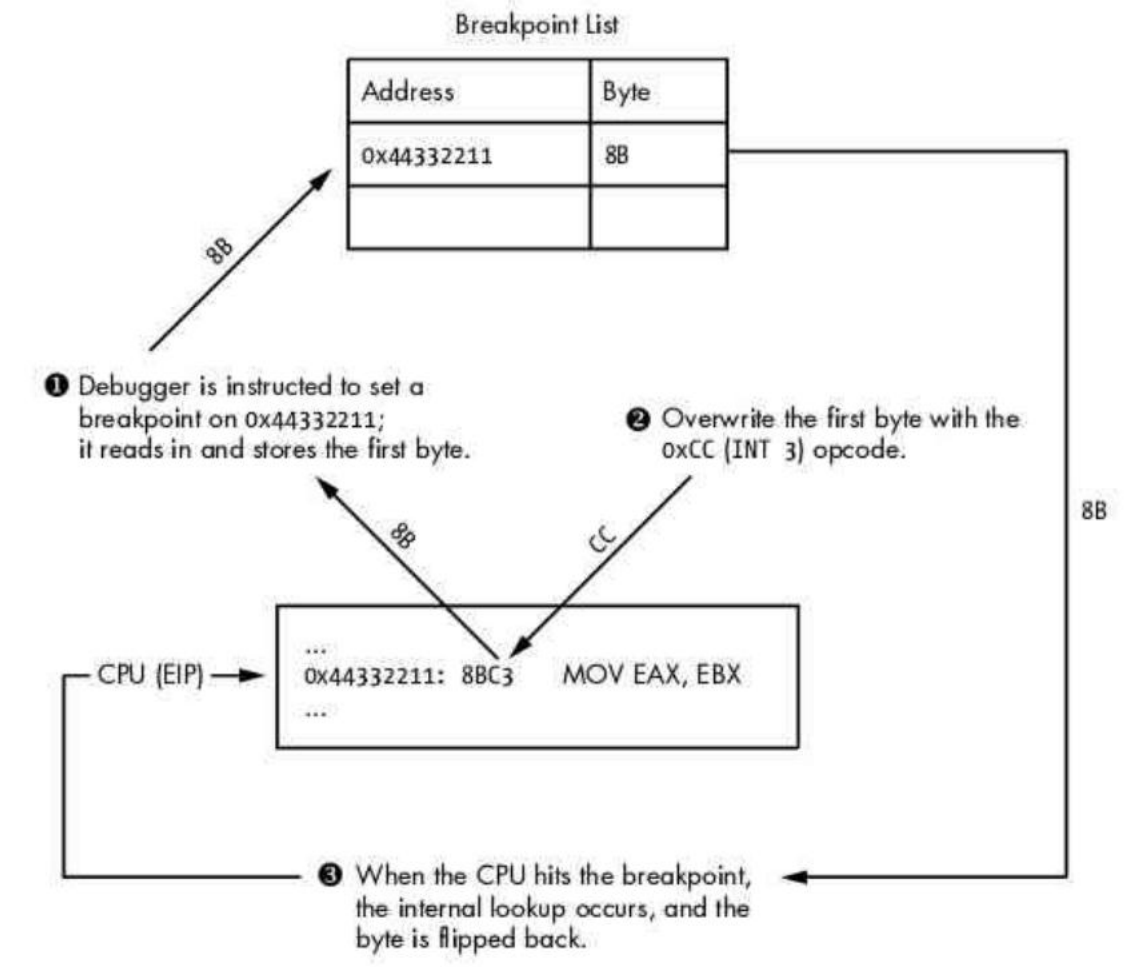 Breakpoint List
Address Byte
0x44332211 8B
8B
❶ Debugger is instructed to set a
breakpoint on 0x44332211;
it reads in and stores the first byte.
❷ Overwrite the first byte with the
0xCC (INT 3) opcode.
8B
8B
CC
...
CPU (EIP)
0x44332211: 8BC3 MOV EAX, EBX
...
❸ When the CPU hits the breakpoint,
the internal lookup occurs, and the
byte is flipped back.